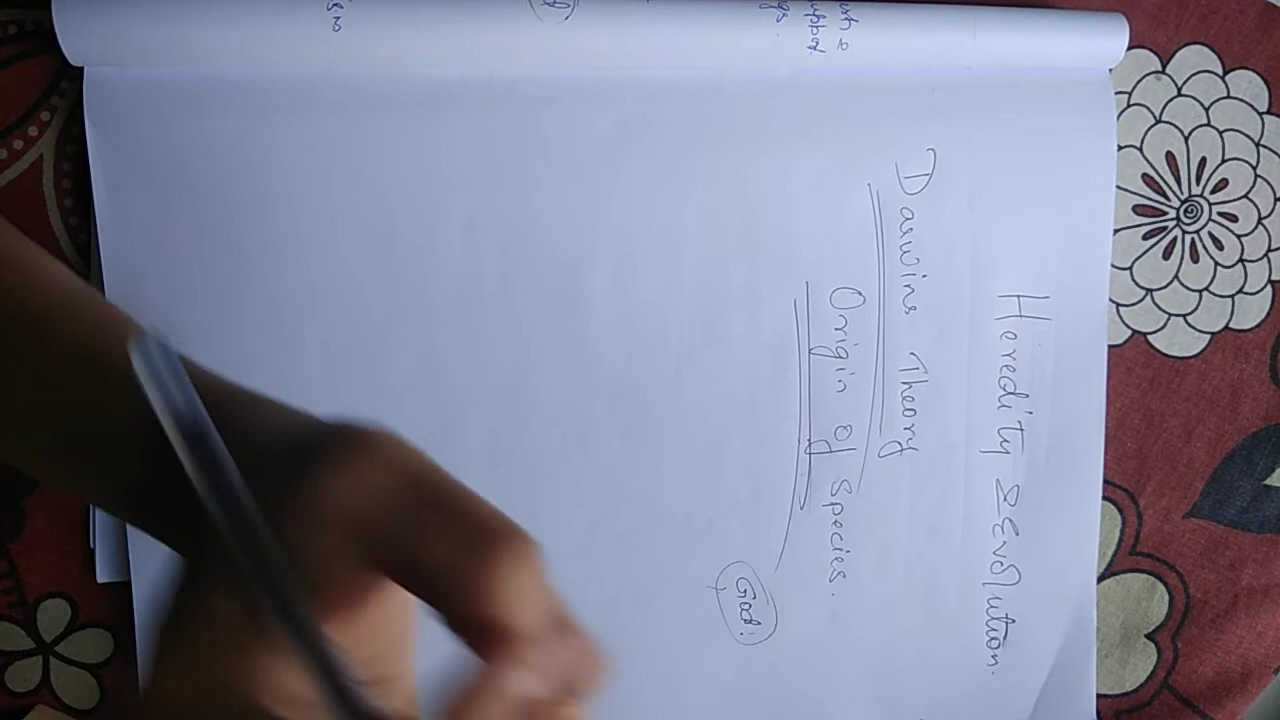 Heredity & Evolution.
Darwins Theory
Origin of Species.
God: